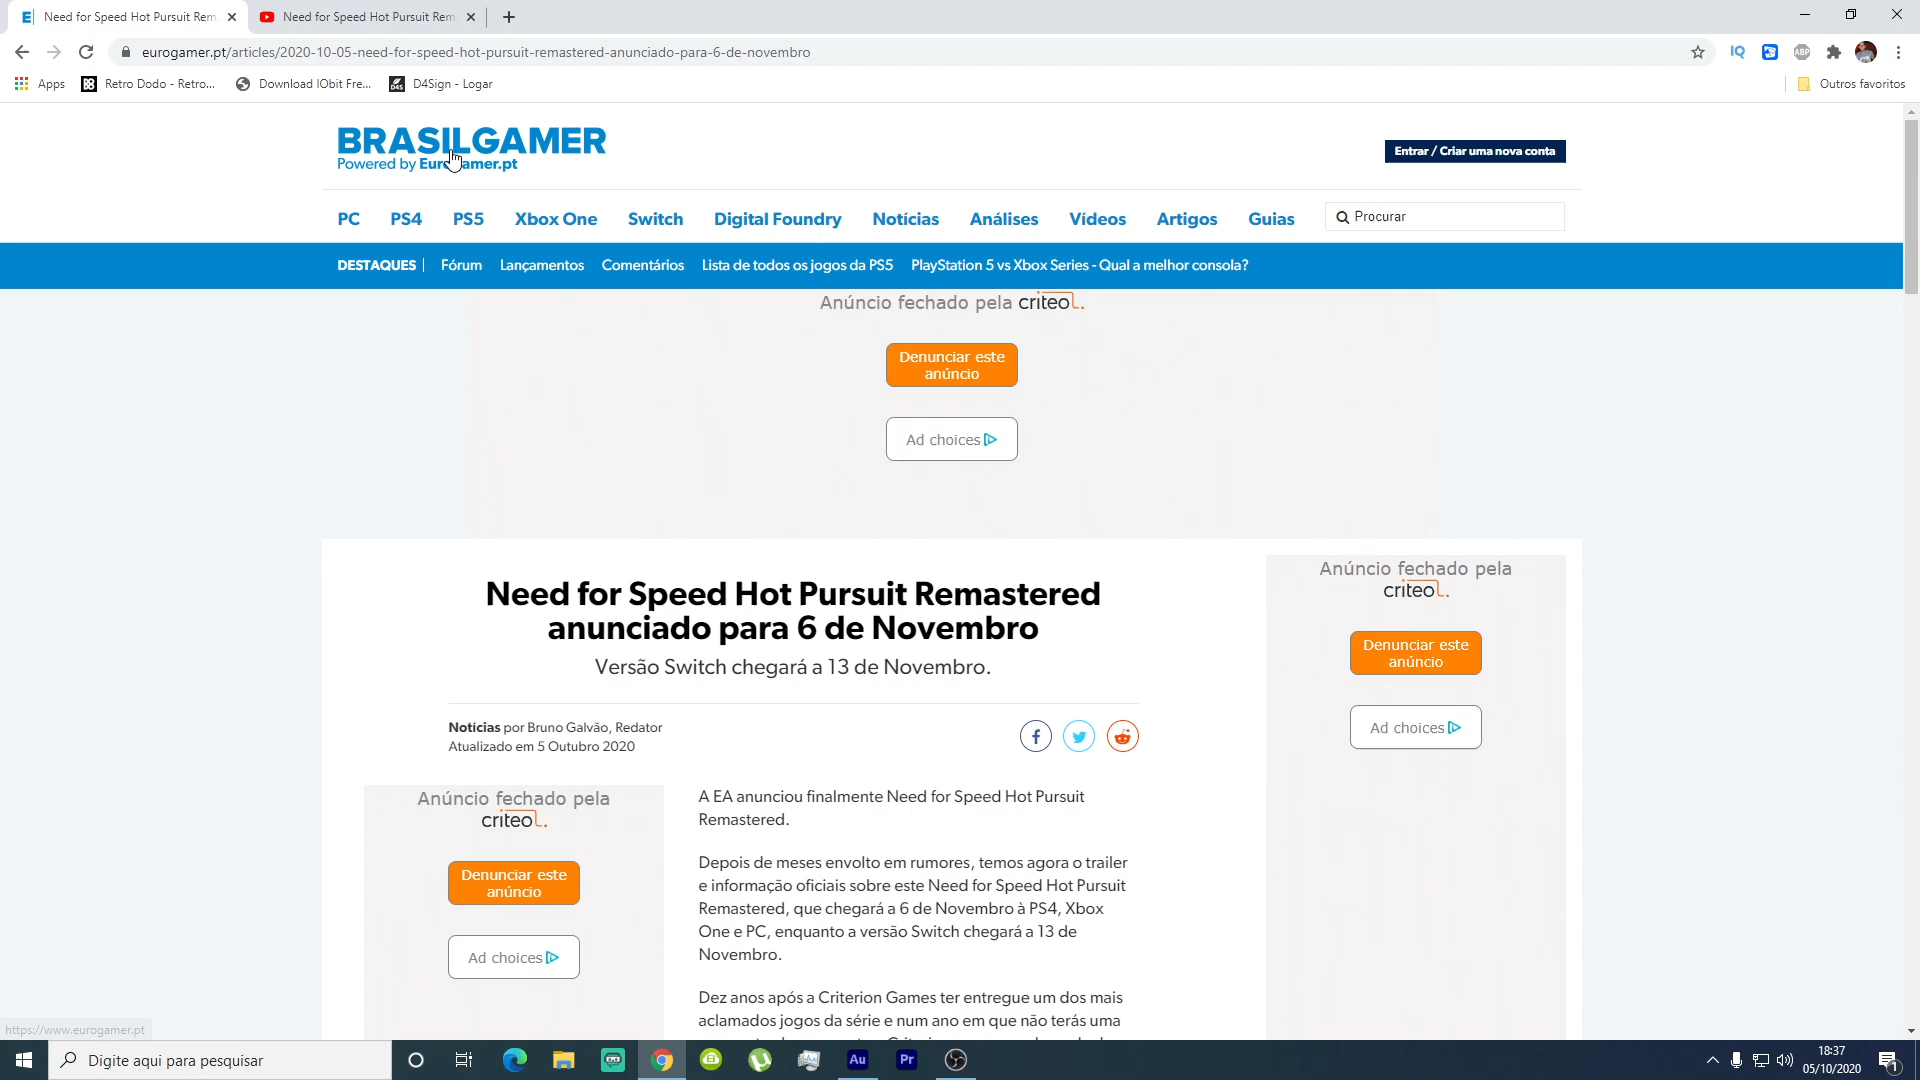 Need for Speed Hot Pursuit Rem
Need for Speed Hot Pursuit Rem
eurogamer.pt/articles/2020-10-05-need-for-speed-hot-pursuit-remastered-anunciado-para-6-de-novembro
IQ
ABP
Apps
Retro Dodo - Retro...
Download IObit Fre...
D4Sign - Logar
Outros favoritos
BRASILGAMER
Powered by Eurogamer.pt
Entrar / Criar uma nova conta
PC PS4 PS5 Xbox One Switch Digital Foundry Notícias Análises Vídeos Artigos Guias
Procurar
DESTAQUES Fórum Lançamentos Comentários Lista de todos os jogos da PS5 PlayStation 5 vs Xbox Series - Qual a melhor consola?
Anúncio fechado pela criteo.
Denunciar este
anúncio
Ad choices
Need for Speed Hot Pursuit Remastered
anunciado para 6 de Novembro
Versão Switch chegará a 13 de Novembro.
Notícias por Bruno Galvão, Redator
Atualizado em 5 Outubro 2020
Anúncio fechado pela
criteo.
Denunciar este
anúncio
Ad choices
Anúncio fechado pela
criteo.
Denunciar este
anúncio
Ad choices
A EA anunciou finalmente Need for Speed Hot Pursuit
Remastered.
Depois de meses envolto em rumores, temos agora o trailer
e informação oficiais sobre este Need for Speed Hot Pursuit
Remastered, que chegará a 6 de Novembro à PS4, Xbox
One e PC, enquanto a versão Switch chegará a 13 de
Novembro.
Dez anos após a Criterion Games ter entregue um dos mais
aclamados jogos da série e num ano em que não terás uma
https://www.eurogamer.pt
Digite aqui para pesquisar
Au
Pr
18:37
05/10/2020
1